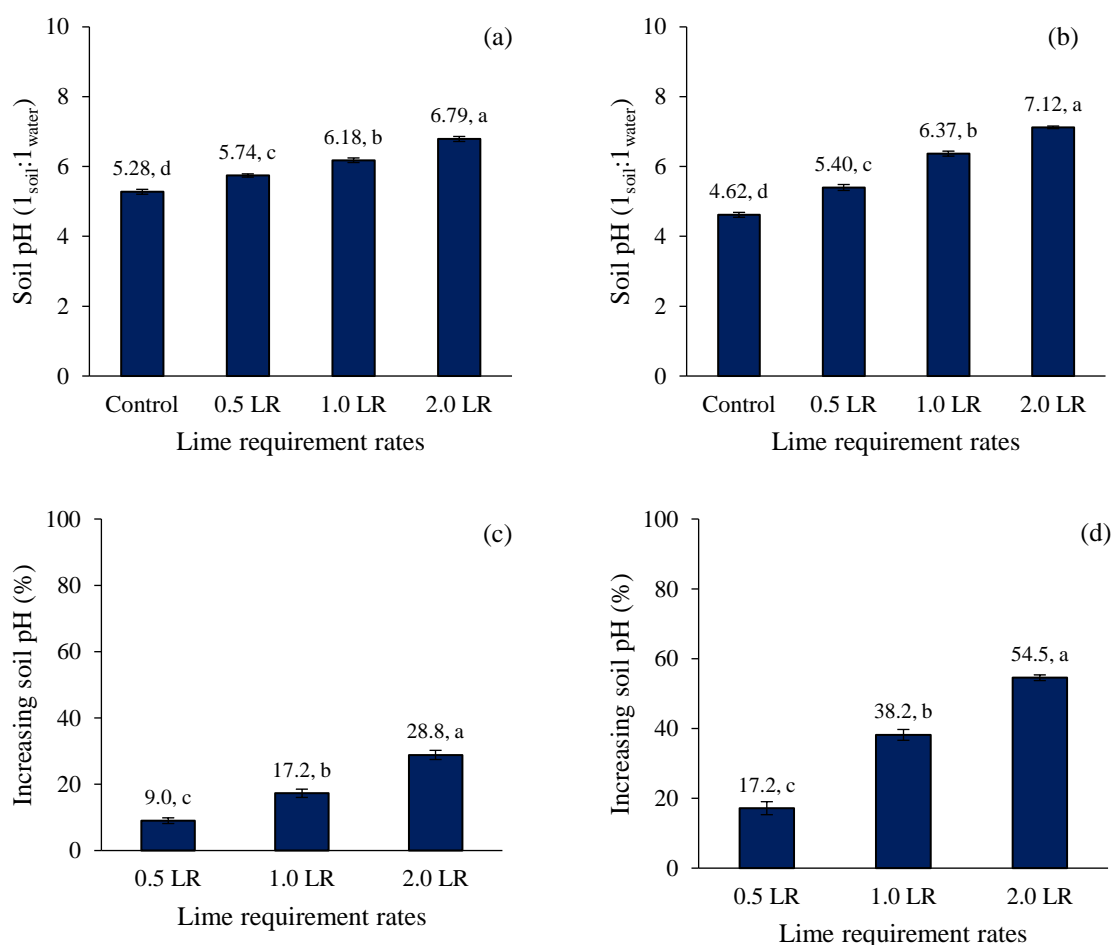 (a)
Soil pH (1soil:1water)
10
8
6
4
2
0
5.28, d
5.74, c
6.18, b
6.79, a
Control 0.5 LR 1.0 LR 2.0 LR
Lime requirement rates
(b)
Soil pH (1soil:1water)
10
8
6
4
2
0
4.62, d
5.40, c
6.37, b
7.12, a
Control 0.5 LR 1.0 LR 2.0 LR
Lime requirement rates
(c)
Increasing soil pH (%)
100
80
60
40
20
0
9.0, c
17.2, b
28.8, a
0.5 LR 1.0 LR 2.0 LR
Lime requirement rates
(d)
Increasing soil pH (%)
100
80
60
40
20
0
17.2, c
38.2, b
54.5, a
0.5 LR 1.0 LR 2.0 LR
Lime requirement rates